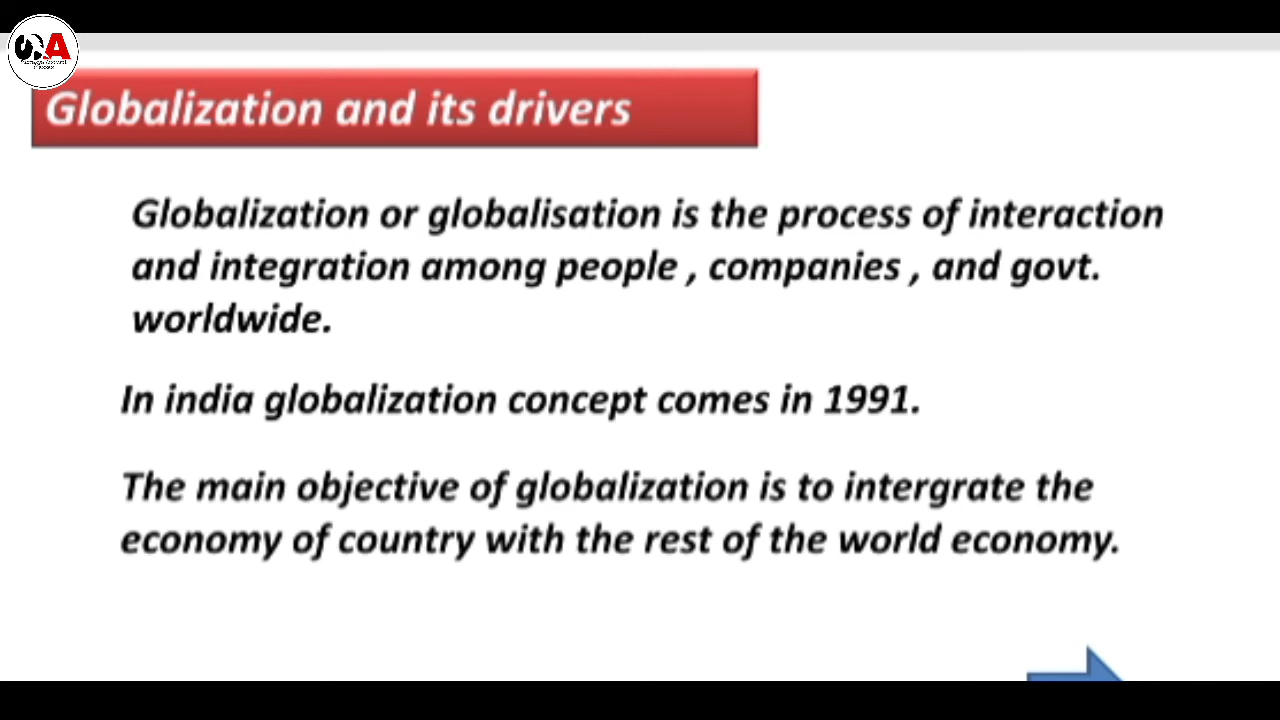 Globalization and its drivers
Globalization or globalisation is the process of interaction
and integration among people , companies , and govt.
worldwide.
In india globalization concept comes in 1991.
The main objective of globalization is to intergrate the
economy of country with the rest of the world economy.